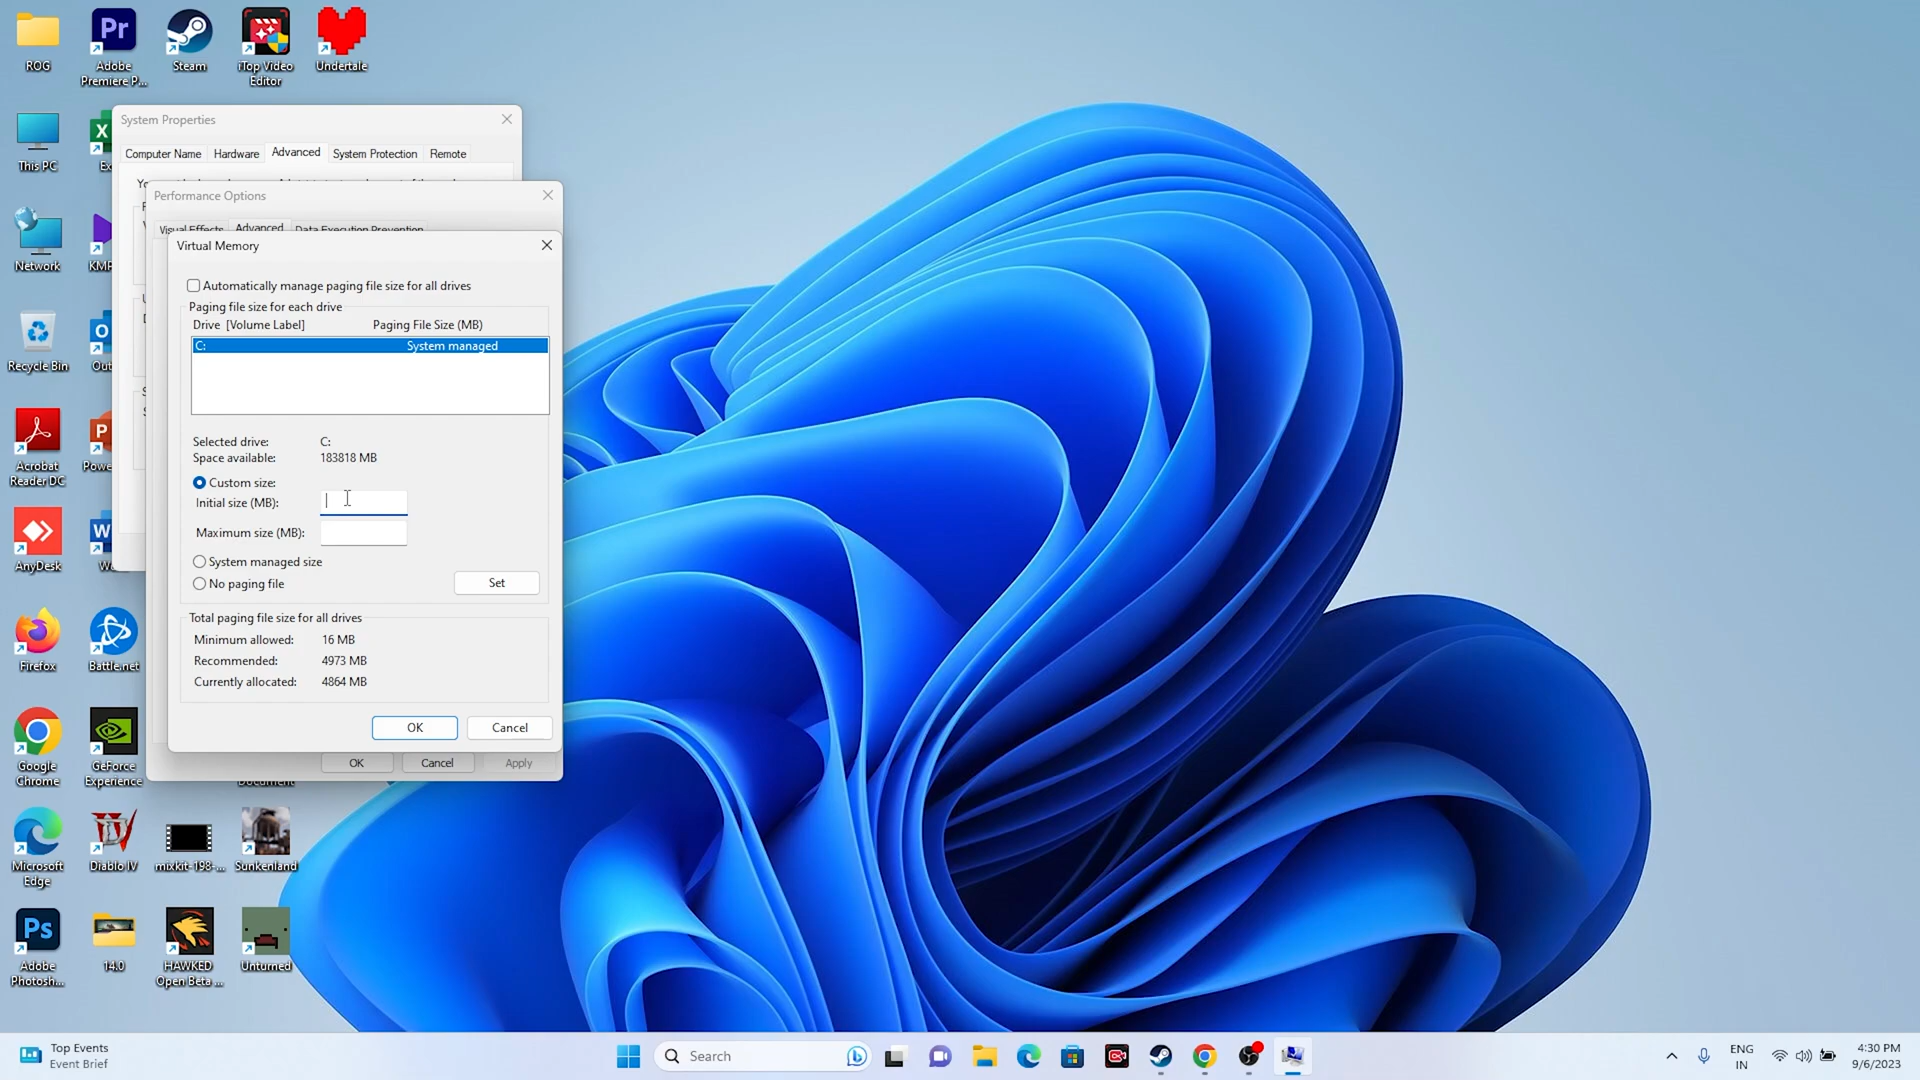 ROG
Adobe
Premiere P...
Steam
iTop Video
Editor
Undertale
This PC
Network
Recycle Bin
Acrobat
Reader DC
AnyDesk
Firefox
Battle.net
Google
Chrome
GeForce
Experience
Microsoft
Edge
Diablo IV
mixkit-198-...
Sunkenland
Adobe
Photosh...
14.0
HAWKED
Open Beta ...
Unturned
System Properties
Computer Name Hardware Advanced System Protection Remote
Performance Options
Visual Effects Advanced Data Execution Prevention
Virtual Memory
Automatically manage paging file size for all drives
Paging file size for each drive
Drive [Volume Label] Paging File Size (MB)
C: System managed
Selected drive: C:
Space available: 183818 MB
Custom size:
Initial size (MB):
Maximum size (MB):
System managed size
No paging file
Set
Total paging file size for all drives
Minimum allowed: 16 MB
Recommended: 4973 MB
Currently allocated: 4864 MB
OK Cancel
OK Cancel Apply
Top Events
Event Brief
Search
ENG
IN
4:30 PM
9/6/2023